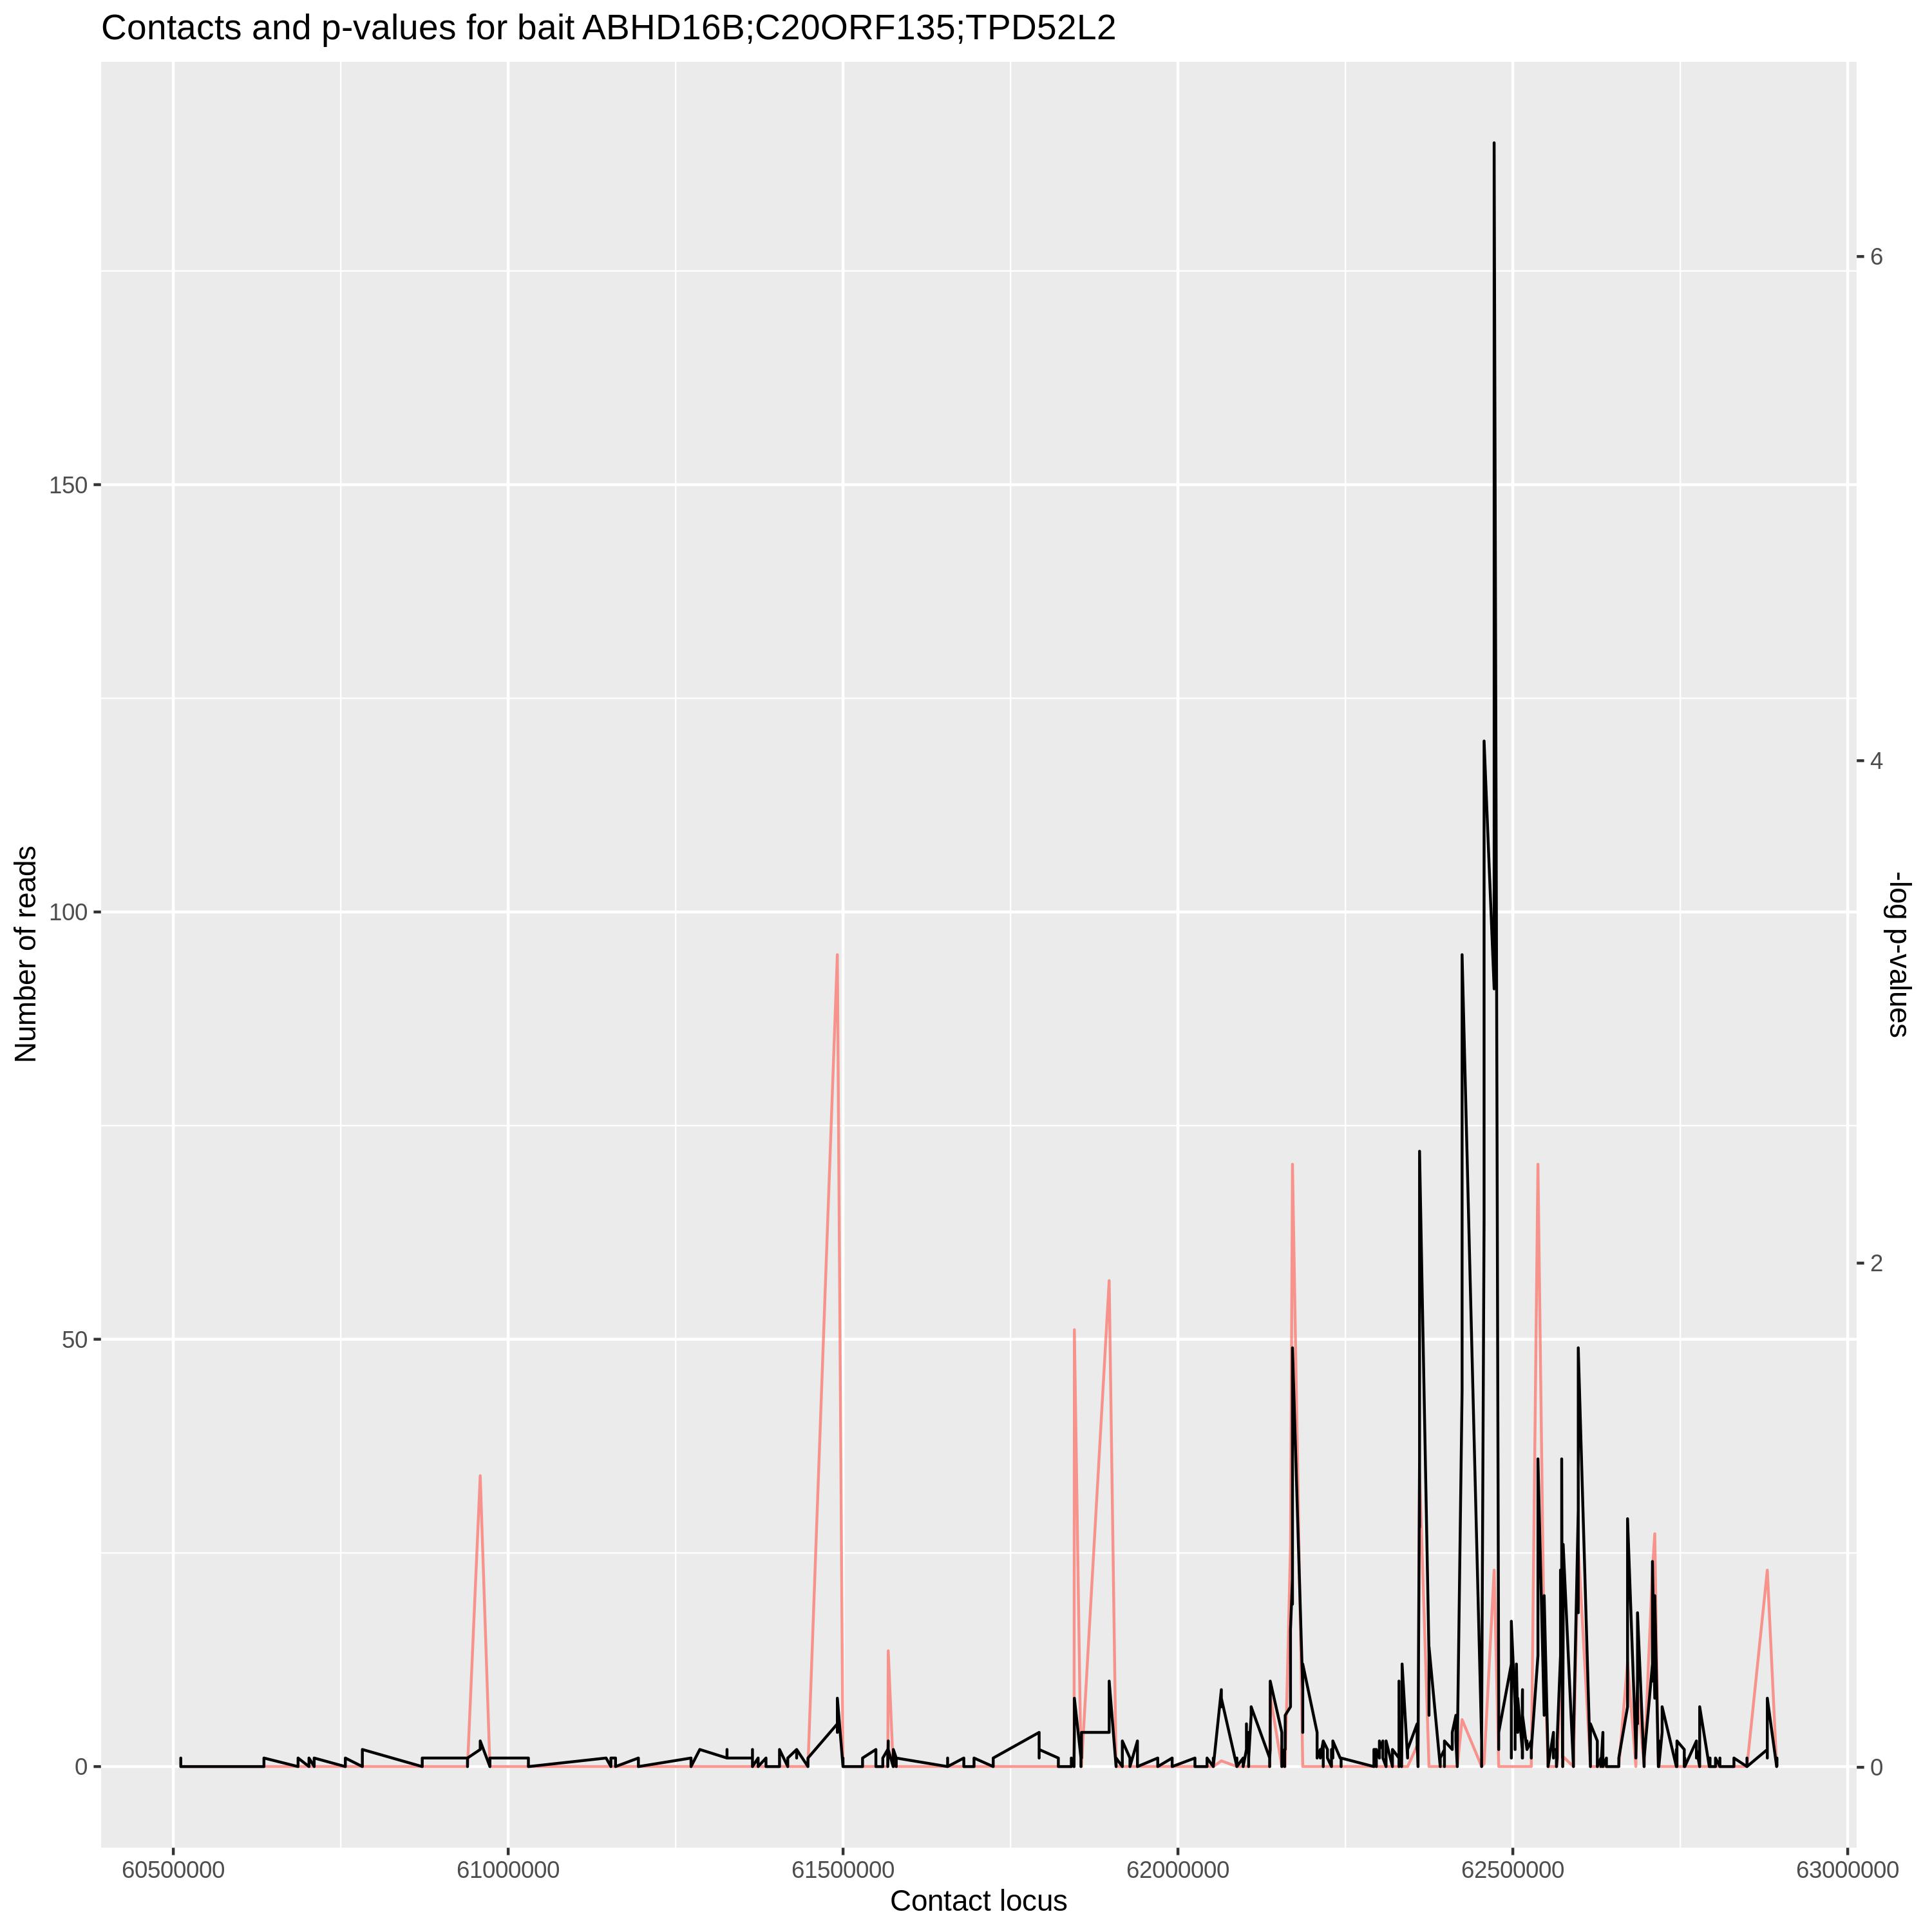 Contacts and p-values for bait ABHD16B;C20ORF135;TPD52L2
Number of reads
150
100
50
0
6
4
2
0
-log p-values
60500000 61000000 61500000 62000000 62500000 63000000
Contact locus